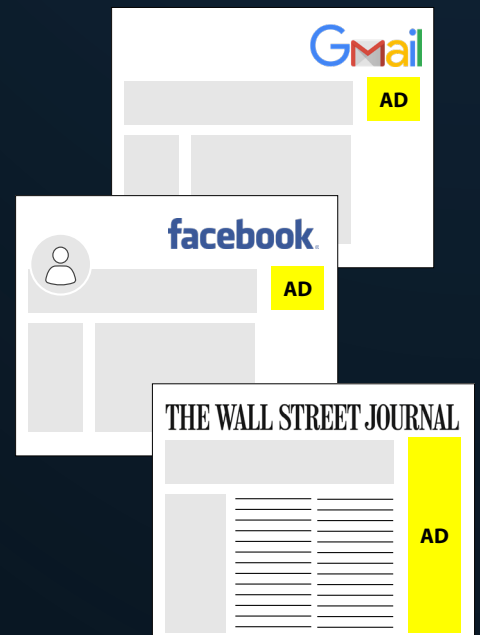 Gmail
AD
facebook
AD
THE WALL STREET JOURNAL
AD